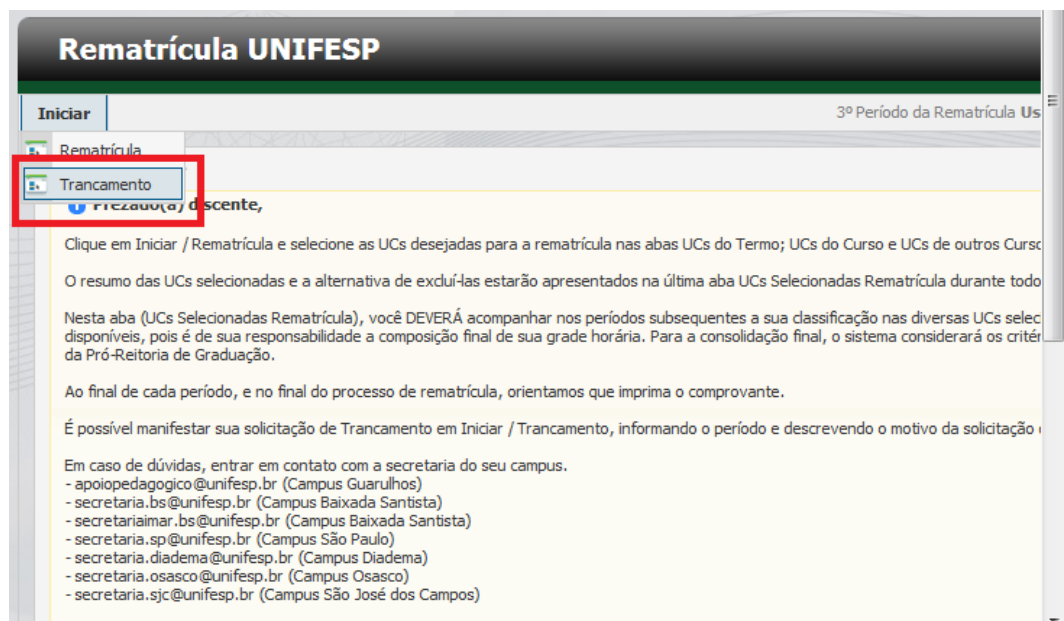 Rematrícula UNIFESP
Iniciar
3º Período da Rematrícula Us
Rematrícula
Trancamento
Prezado(a) discente,
Clique em Iniciar / Rematrícula e selecione as UCs desejadas para a rematrícula nas abas UCs do Termo; UCs do Curso e UCs de outros Curso
O resumo das UCs selecionadas e a alternativa de excluí-las estarão apresentados na última aba UCs Selecionadas Rematrícula durante todo
Nesta aba (UCs Selecionadas Rematrícula), você DEVERÁ acompanhar nos períodos subsequentes a sua classificação nas diversas UCs selec
disponíveis, pois é de sua responsabilidade a composição final de sua grade horária. Para a consolidação final, o sistema considerará os critér
da Pró-Reitoria de Graduação.
Ao final de cada período, e no final do processo de rematrícula, orientamos que imprima o comprovante.
É possível manifestar sua solicitação de Trancamento em Iniciar / Trancamento, informando o período e descrevendo o motivo da solicitação
Em caso de dúvidas, entrar em contato com a secretaria do seu campus.
- apoiopedagogico@unifesp.br (Campus Guarulhos)
- secretaria.bs@unifesp.br (Campus Baixada Santista)
- secretariaimar.bs@unifesp.br (Campus Baixada Santista)
- secretaria.sp@unifesp.br (Campus São Paulo)
- secretaria.diadema@unifesp.br (Campus Diadema)
- secretaria.osasco@unifesp.br (Campus Osasco)
- secretaria.sjc@unifesp.br (Campus São José dos Campos)